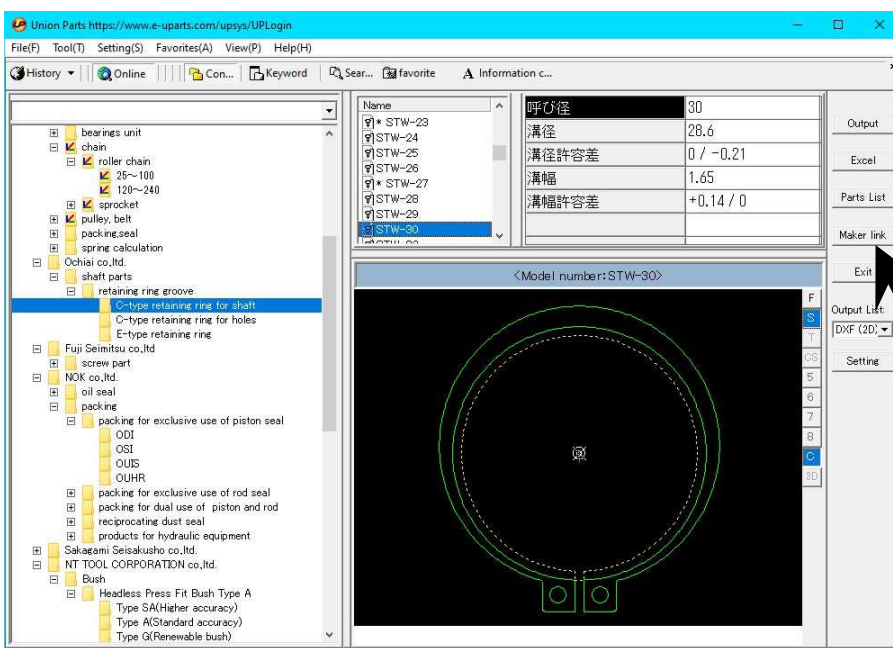 Union Parts https://www.e-uparts.com/upsys/UPLogin
File(F) Tool(T) Setting(S) Favorites(A) View(P) Help(H)
History Online Con... Keyword Sear... favorite A Information c...
bearings unit
chain
roller chain
25～100
120～240
sprocket
pulley, belt
packing,seal
spring calculation
Ochiai co,ltd.
shaft parts
retaining ring groove
C-type retaining ring for shaft
C-type retaining ring for holes
E-type retaining ring
Fuji Seimitsu co,ltd
screw part
NOK co,ltd.
oil seal
packing
packing for exclusive use of piston seal
ODI
OSI
OUIS
OUHR
packing for exclusive use of rod seal
packing for dual use of piston and rod
reciprocating dust seal
products for hydraulic equipment
Sakagami Seisakusho co,ltd.
NT TOOL CORPORATION co,ltd.
Bush
Headless Press Fit Bush Type A
Type SA(Higher accuracy)
Type A(Standard accuracy)
Type G(Renewable bush)
Name
* STW-23
STW-24
STW-25
STW-26
* STW-27
STW-28
STW-29
STW-30
呼び径 30
溝径 28.6
溝径許容差 0 / -0.21
溝幅 1.65
溝幅許容差 +0.14 / 0
<Model number:STW-30>
F
S
T
CS
5
6
7
8
C
3D
Output
Excel
Parts List
Maker link
Exit
Output List:
DXF (2D)
Setting